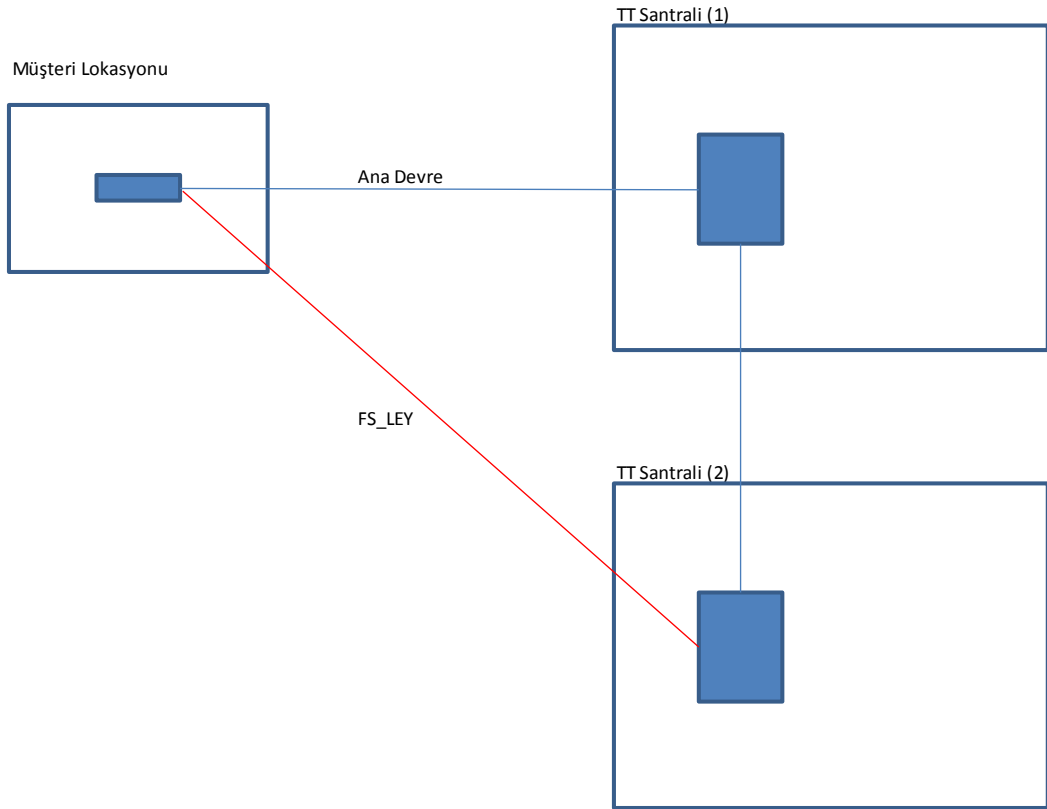 TT Santrali (1)
Müşteri Lokasyonu
Ana Devre
FS_LEY
TT Santrali (2)